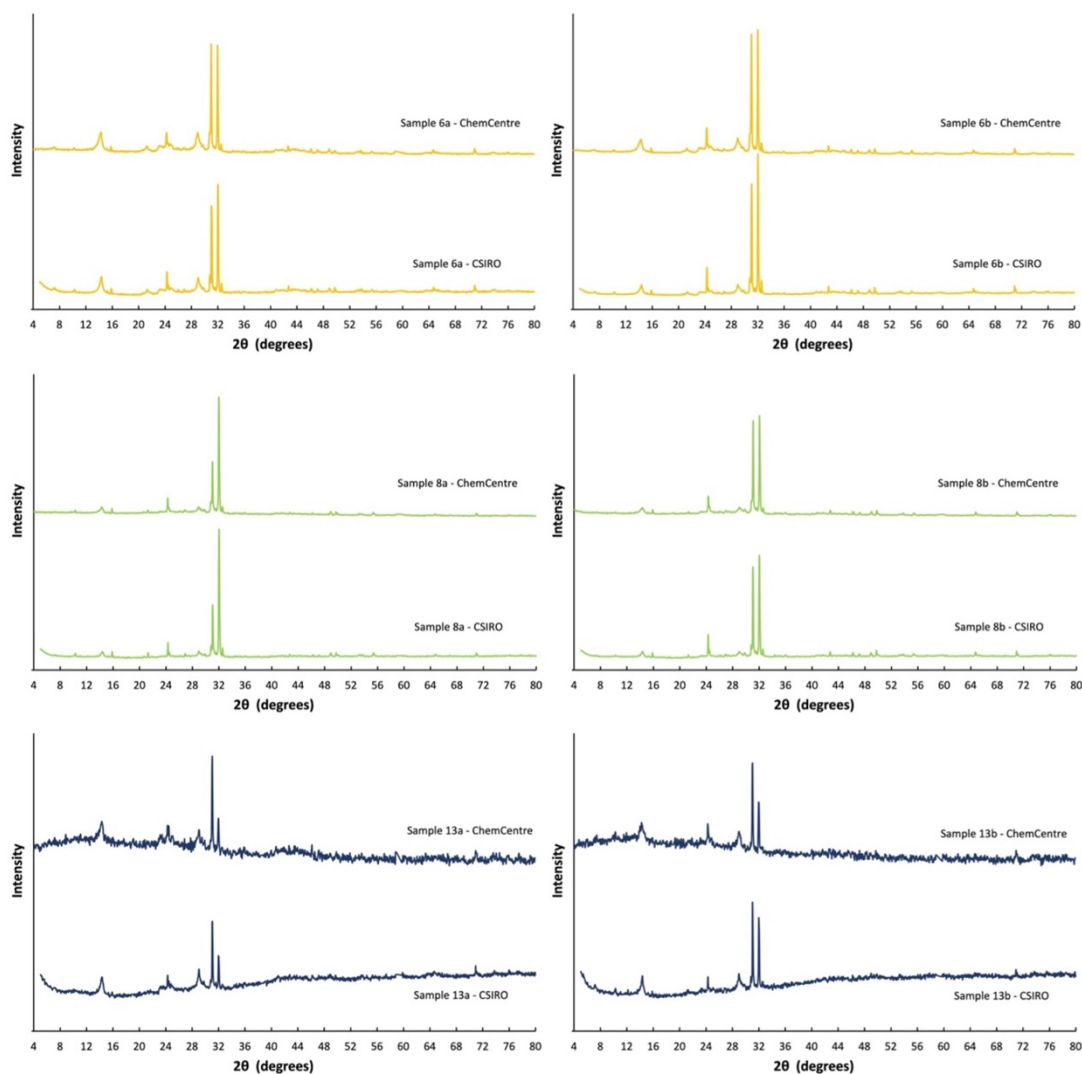 Intensity
Sample 6a - ChemCentre
Sample 6a - CSIRO
4 8 12 16 20 24 28 32 36 40 44 48 52 56 60 64 68 72 76 80
2θ (degrees)
Intensity
Sample 6b - ChemCentre
Sample 6b - CSIRO
4 8 12 16 20 24 28 32 36 40 44 48 52 56 60 64 68 72 76 80
2θ (degrees)
Intensity
Sample 8a - ChemCentre
Sample 8a - CSIRO
4 8 12 16 20 24 28 32 36 40 44 48 52 56 60 64 68 72 76 80
2θ (degrees)
Intensity
Sample 8b - ChemCentre
Sample 8b - CSIRO
4 8 12 16 20 24 28 32 36 40 44 48 52 56 60 64 68 72 76 80
2θ (degrees)
Intensity
Sample 13a - ChemCentre
Sample 13a - CSIRO
4 8 12 16 20 24 28 32 36 40 44 48 52 56 60 64 68 72 76 80
2θ (degrees)
Intensity
Sample 13b - ChemCentre
Sample 13b - CSIRO
4 8 12 16 20 24 28 32 36 40 44 48 52 56 60 64 68 72 76 80
2θ (degrees)